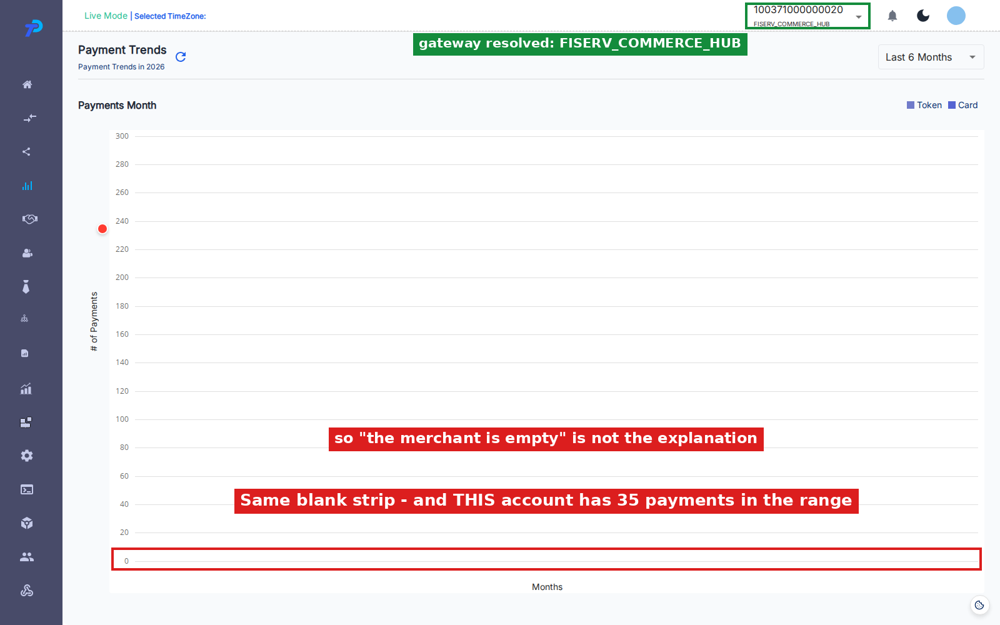 Live Mode | Selected TimeZone:
100371000000020
FISERV_COMMERCE_HUB
gateway resolved: FISERV_COMMERCE_HUB
Payment Trends
Payment Trends in 2026
Last 6 Months
Payments Month
Token
Card
300
280
260
240
220
200
180
160
140
120
100
80
60
40
20
0
# of Payments
so "the merchant is empty" is not the explanation
Same blank strip - and THIS account has 35 payments in the range
Months